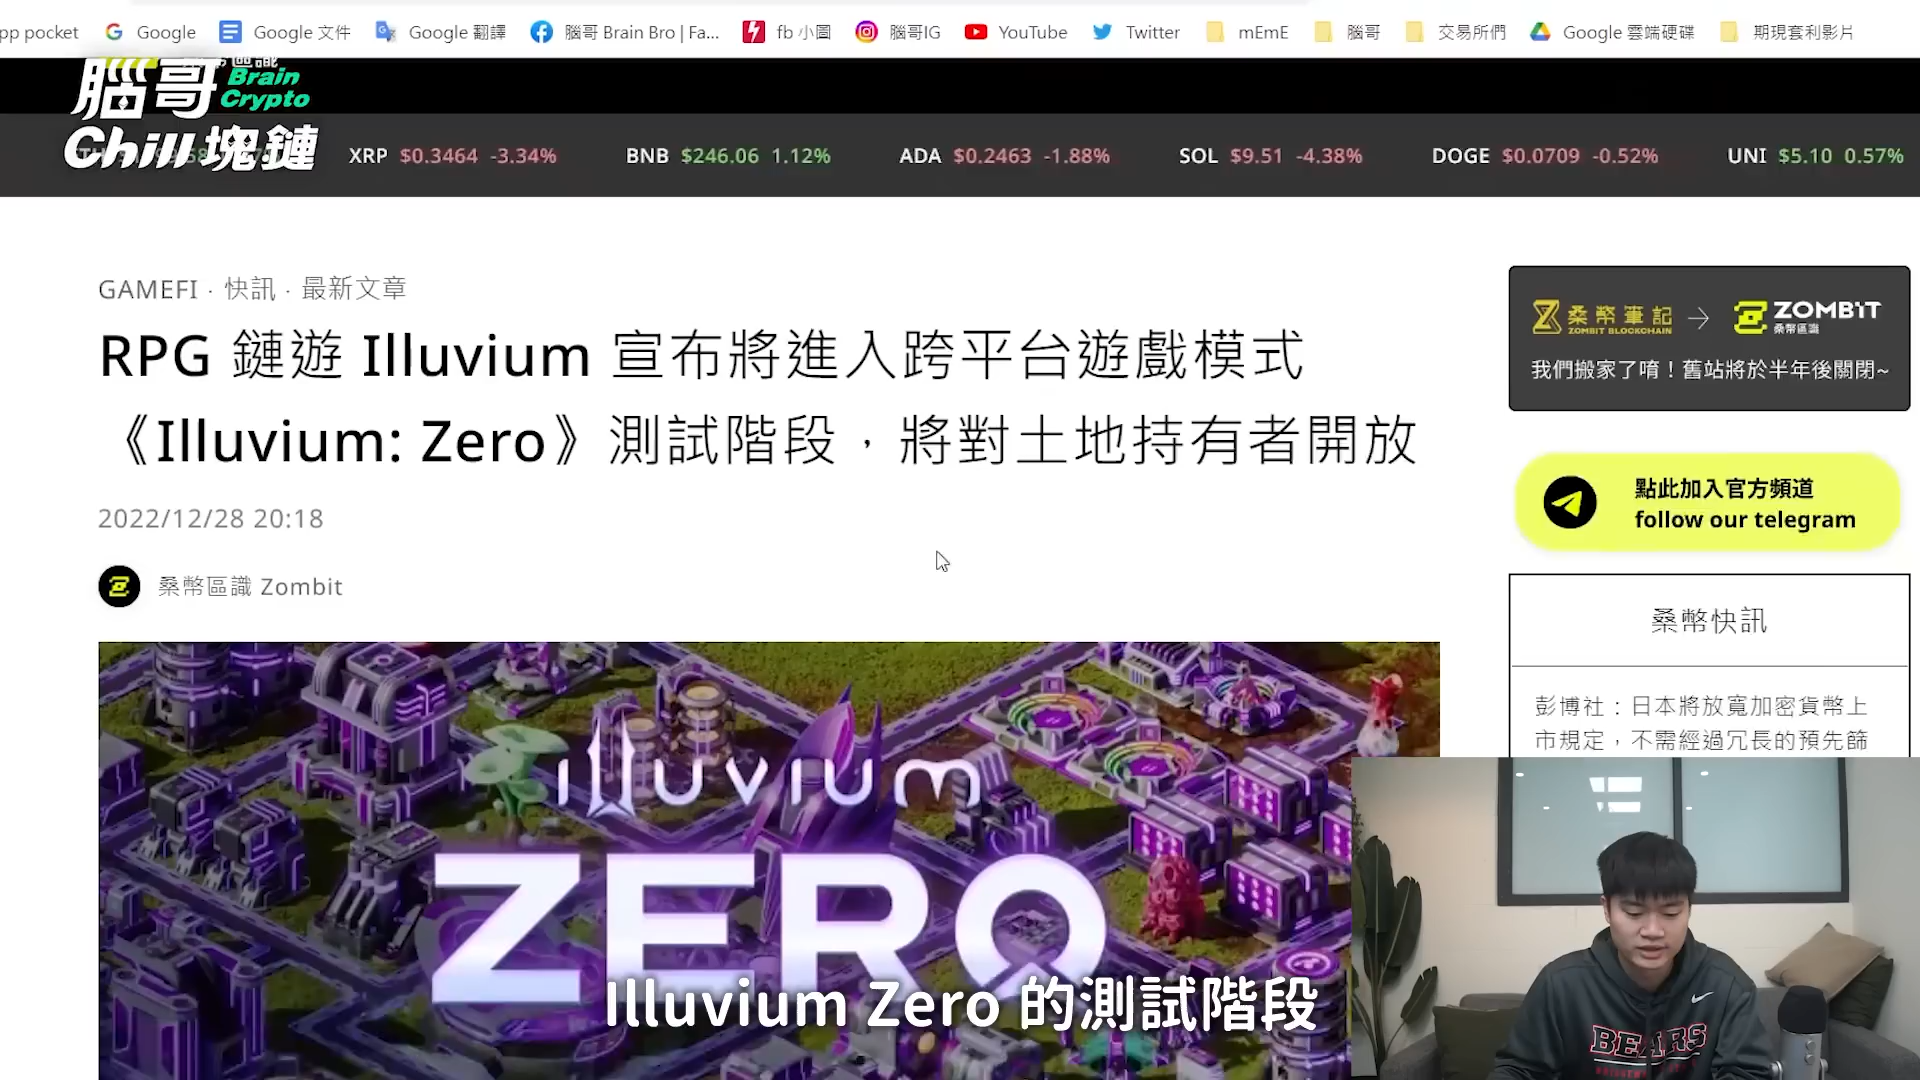 pp pocket Google Google 文件 Google 翻譯 腦哥 Brain Bro | Fa... fb 小圖 腦哥IG YouTube Twitter mEmE 腦哥 交易所們 Google 雲端硬碟 期現套利影片
腦哥 Brain Crypto
Chill 塊鏈
XRP $0.3464 -3.34% BNB $246.06 1.12% ADA $0.2463 -1.88% SOL $9.51 -4.38% DOGE $0.0709 -0.52% UNI $5.10 0.57%
GAMEFI · 快訊 · 最新文章
RPG 鏈遊 Illuvium 宣布將進入跨平台遊戲模式
《Illuvium: Zero》測試階段，將對土地持有者開放
2022/12/28 20:18
桑幣區識 Zombit
illuvium
ZERO
Illuvium Zero 的測試階段
桑幣筆記 ZOMBIT BLOCKCHAIN → ZOMBIT 桑幣區識
我們搬家了唷！舊站將於半年後關閉~
點此加入官方頻道
follow our telegram
桑幣快訊
彭博社：日本將放寬加密貨幣上
市規定，不需經過冗長的預先篩
BEARS